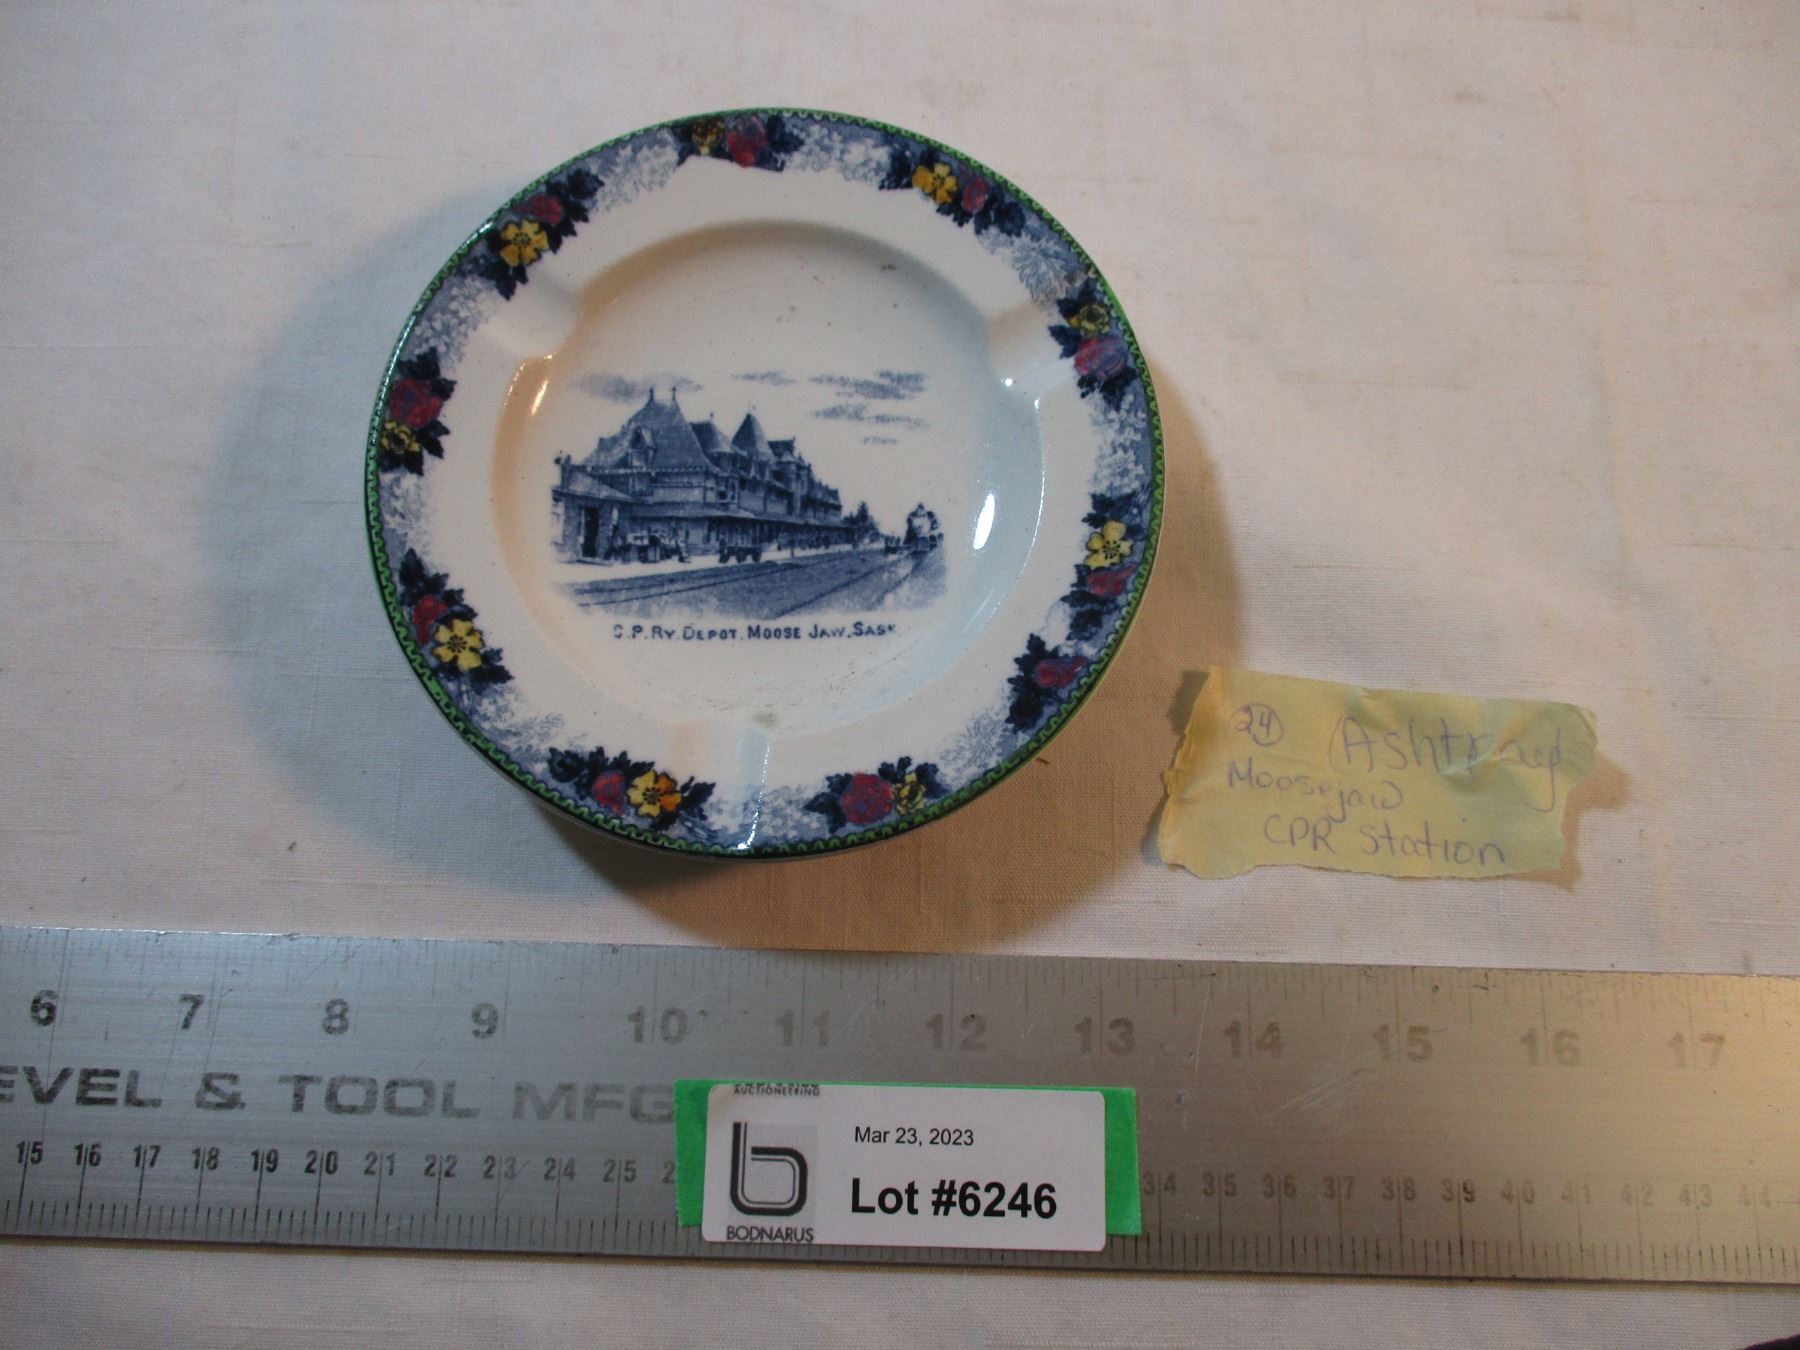 C.P.RY. DEPOT, MOOSE JAW, SASK
24 (Ashtray)
Moosejaw
CPR Station
6 7 8 9 10 11 12 13 14 15 16 17
EVEL & TOOL MFG
15 16 17 18 19 20 21 22 23 24 25 2 34 35 36 37 38 39 40 41 42 43 44
AUCTIONEERING
Mar 23, 2023
Lot #6246
b
BODNARUS